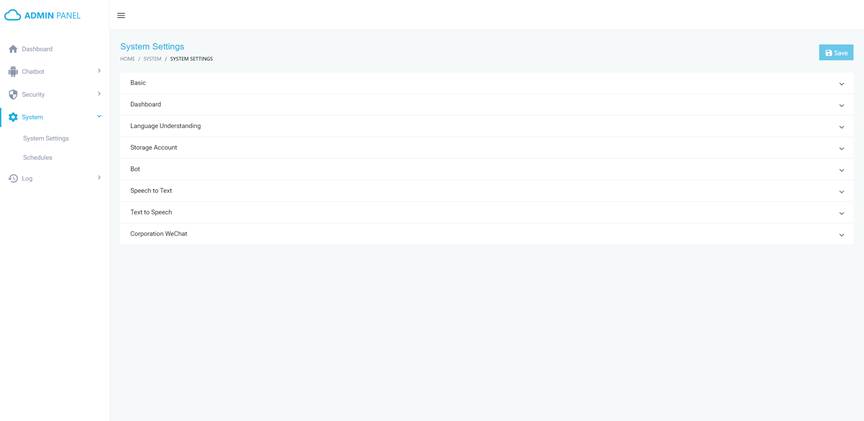 ADMIN PANEL
Dashboard
Chatbot
Security
System
System Settings
Schedules
Log
System Settings
HOME / SYSTEM / SYSTEM SETTINGS
Save
Basic
Dashboard
Language Understanding
Storage Account
Bot
Speech to Text
Text to Speech
Corporation WeChat